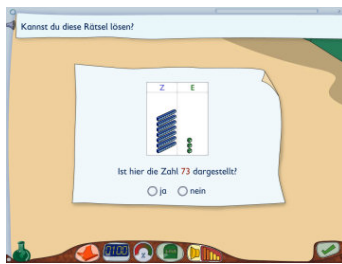 Kannst du diese Rätsel lösen?
Z E
Ist hier die Zahl 73 dargestellt?
ja nein